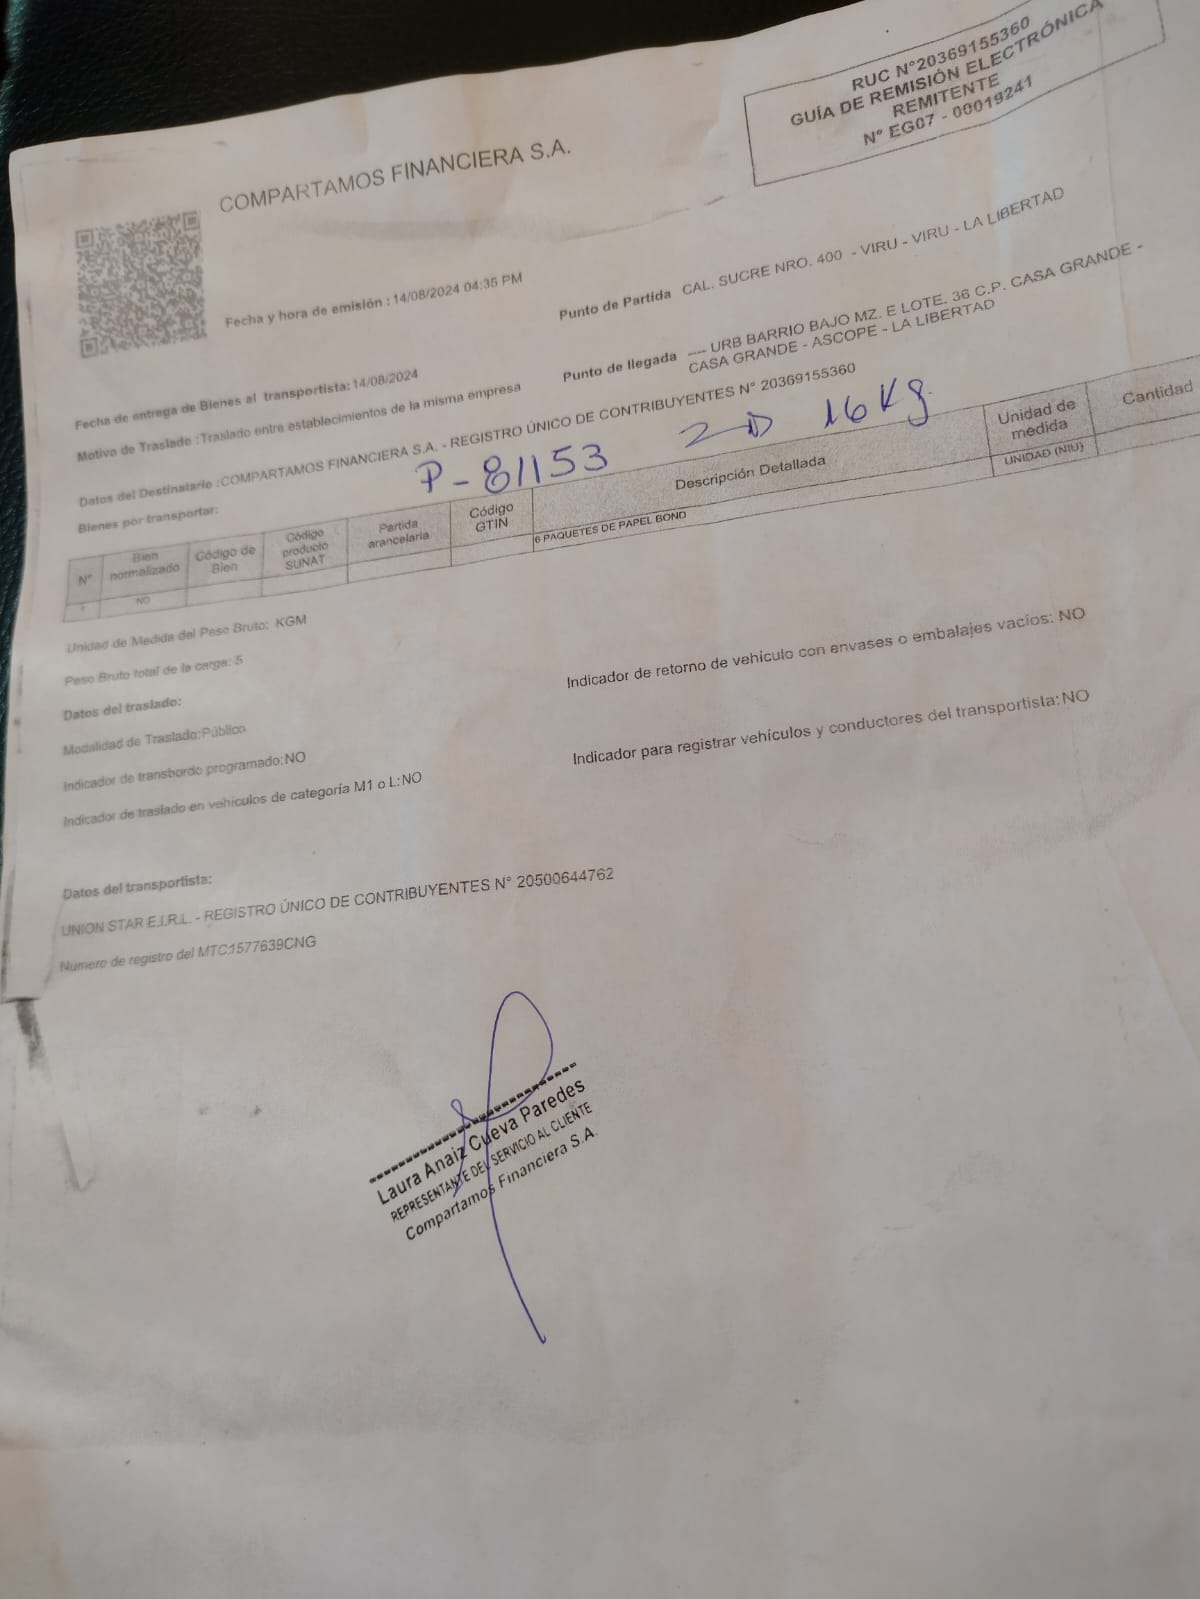 RUC N°20369155360
GUÍA DE REMISIÓN ELECTRÓNICA
REMITENTE
N° EG07 - 00019241
COMPARTAMOS FINANCIERA S.A.
Fecha y hora de emisión : 14/08/2024 04:35 PM
Punto de Partida CAL. SUCRE NRO. 400 - VIRU - VIRU - LA LIBERTAD
Fecha de entrega de Bienes al transportista: 14/08/2024
Punto de llegada ---- URB BARRIO BAJO MZ. E LOTE. 36 C.P. CASA GRANDE -
CASA GRANDE - ASCOPE - LA LIBERTAD
Motivo de Traslado :Traslado entre establecimientos de la misma empresa
Datos del Destinatario :COMPARTAMOS FINANCIERA S.A. - REGISTRO ÚNICO DE CONTRIBUYENTES N° 20369155360
P-81153 16 Kg.
Bienes por transportar:
N° Bien normalizado Código de Bien Código producto SUNAT Partida arancelaria Código GTIN Descripción Detallada Unidad de medida Cantidad
1 NO 6 PAQUETES DE PAPEL BOND UNIDAD (NIU)
Unidad de Medida del Peso Bruto: KGM
Peso Bruto total de la carga: 5
Datos del traslado:
Indicador de retorno de vehículo con envases o embalajes vacíos: NO
Modalidad de Traslado:Público
Indicador de transbordo programado:NO
Indicador para registrar vehículos y conductores del transportista:NO
Indicador de traslado en vehículos de categoría M1 o L:NO
Datos del transportista:
UNION STAR E.I.R.L. - REGISTRO ÚNICO DE CONTRIBUYENTES N° 20500644762
Número de registro del MTC:1577639CNG
Laura Anaiz Cueva Paredes
REPRESENTANTE DEL SERVICIO AL CLIENTE
Compartamos Financiera S.A.